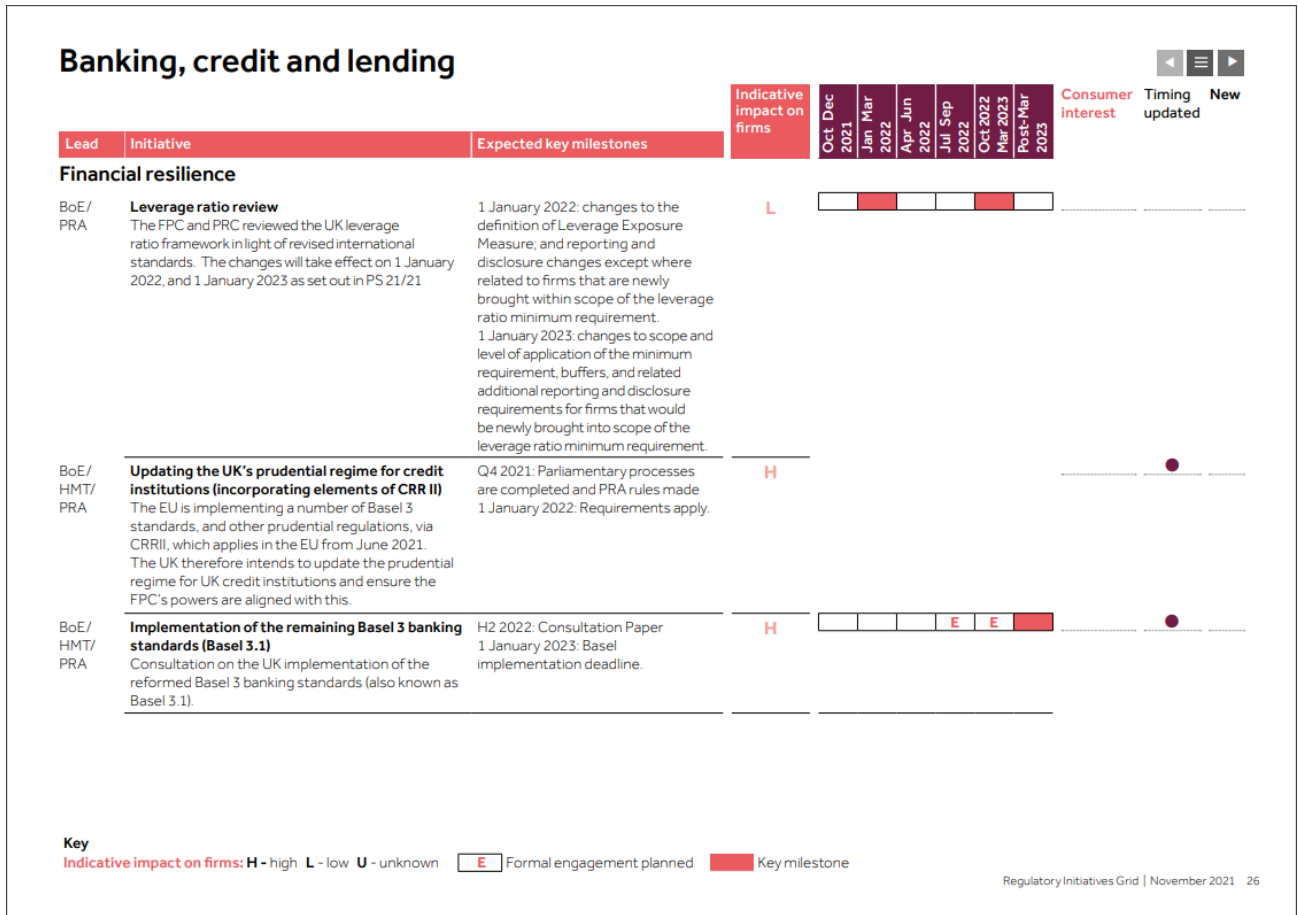 Banking, credit and lending
Indicative
impact on
firms
Oct Dec
2021
Jan Mar
2022
Apr Jun
2022
Jul Sep
2022
Oct 2022
Mar 2023
Post-Mar
2023
Consumer
interest
Timing
updated
New
Lead
Initiative
Expected key milestones
Financial resilience
BoE/
PRA
Leverage ratio review
The FPC and PRC reviewed the UK leverage
ratio framework in light of revised international
standards. The changes will take effect on 1 January
2022, and 1 January 2023 as set out in PS 21/21
1 January 2022: changes to the
definition of Leverage Exposure
Measure; and reporting and
disclosure changes except where
related to firms that are newly
brought within scope of the leverage
ratio minimum requirement.
1 January 2023: changes to scope and
level of application of the minimum
requirement, buffers, and related
additional reporting and disclosure
requirements for firms that would
be newly brought into scope of the
leverage ratio minimum requirement.
L
BoE/
HMT/
PRA
Updating the UK's prudential regime for credit
institutions (incorporating elements of CRR II)
The EU is implementing a number of Basel 3
standards, and other prudential regulations, via
CRRII, which applies in the EU from June 2021.
The UK therefore intends to update the prudential
regime for UK credit institutions and ensure the
FPC's powers are aligned with this.
Q4 2021: Parliamentary processes
are completed and PRA rules made
1 January 2022: Requirements apply.
H
BoE/
HMT/
PRA
Implementation of the remaining Basel 3 banking
standards (Basel 3.1)
Consultation on the UK implementation of the
reformed Basel 3 banking standards (also known as
Basel 3.1).
H2 2022: Consultation Paper
1 January 2023: Basel
implementation deadline.
H
E E
Key
Indicative impact on firms: H - high L - low U - unknown E Formal engagement planned Key milestone
Regulatory Initiatives Grid | November 2021 26